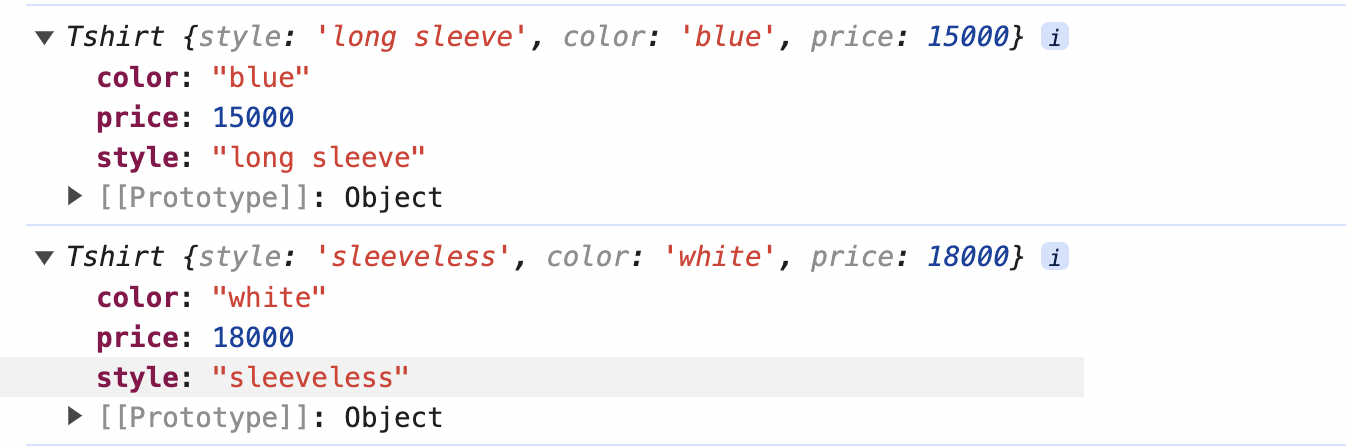 ▼ Tshirt {style: 'long sleeve', color: 'blue', price: 15000} i
color: "blue"
price: 15000
style: "long sleeve"
▶ [[Prototype]]: Object
▼ Tshirt {style: 'sleeveless', color: 'white', price: 18000} i
color: "white"
price: 18000
style: "sleeveless"
▶ [[Prototype]]: Object